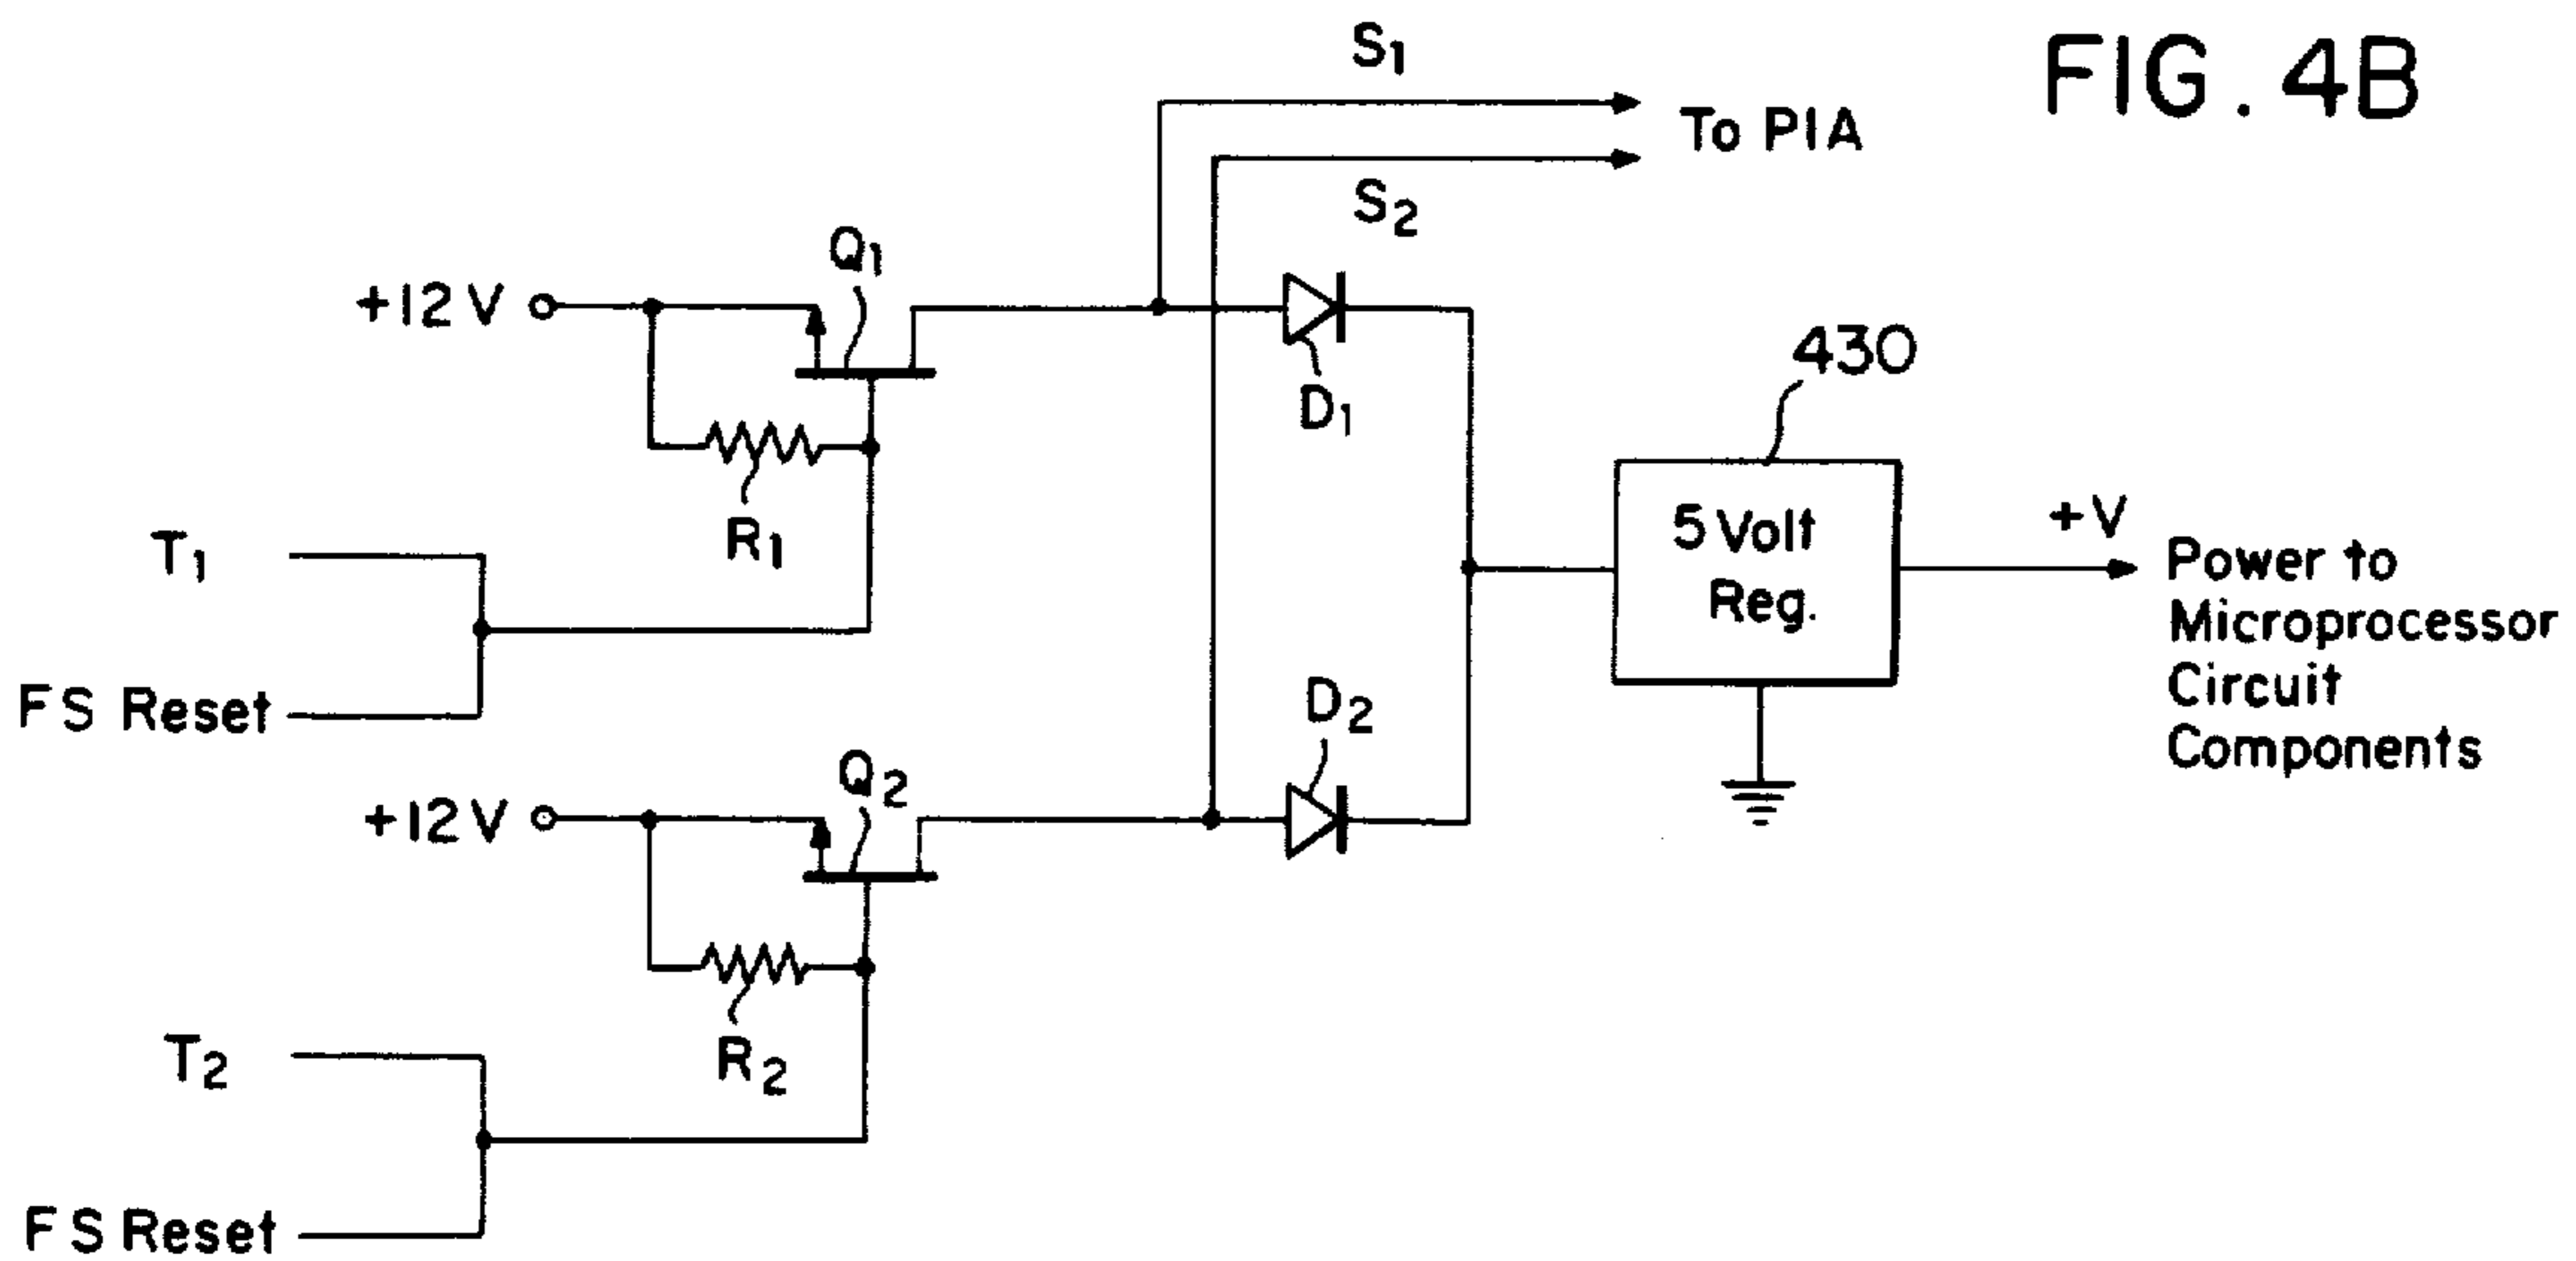 FIG. 4B
S1
To PIA
S2
Q1
+12V
D1
430
R1
5 Volt
Reg.
+V
Power to
Microprocessor
Circuit
Components
T1
FS Reset
D2
Q2
+12V
R2
T2
FS Reset